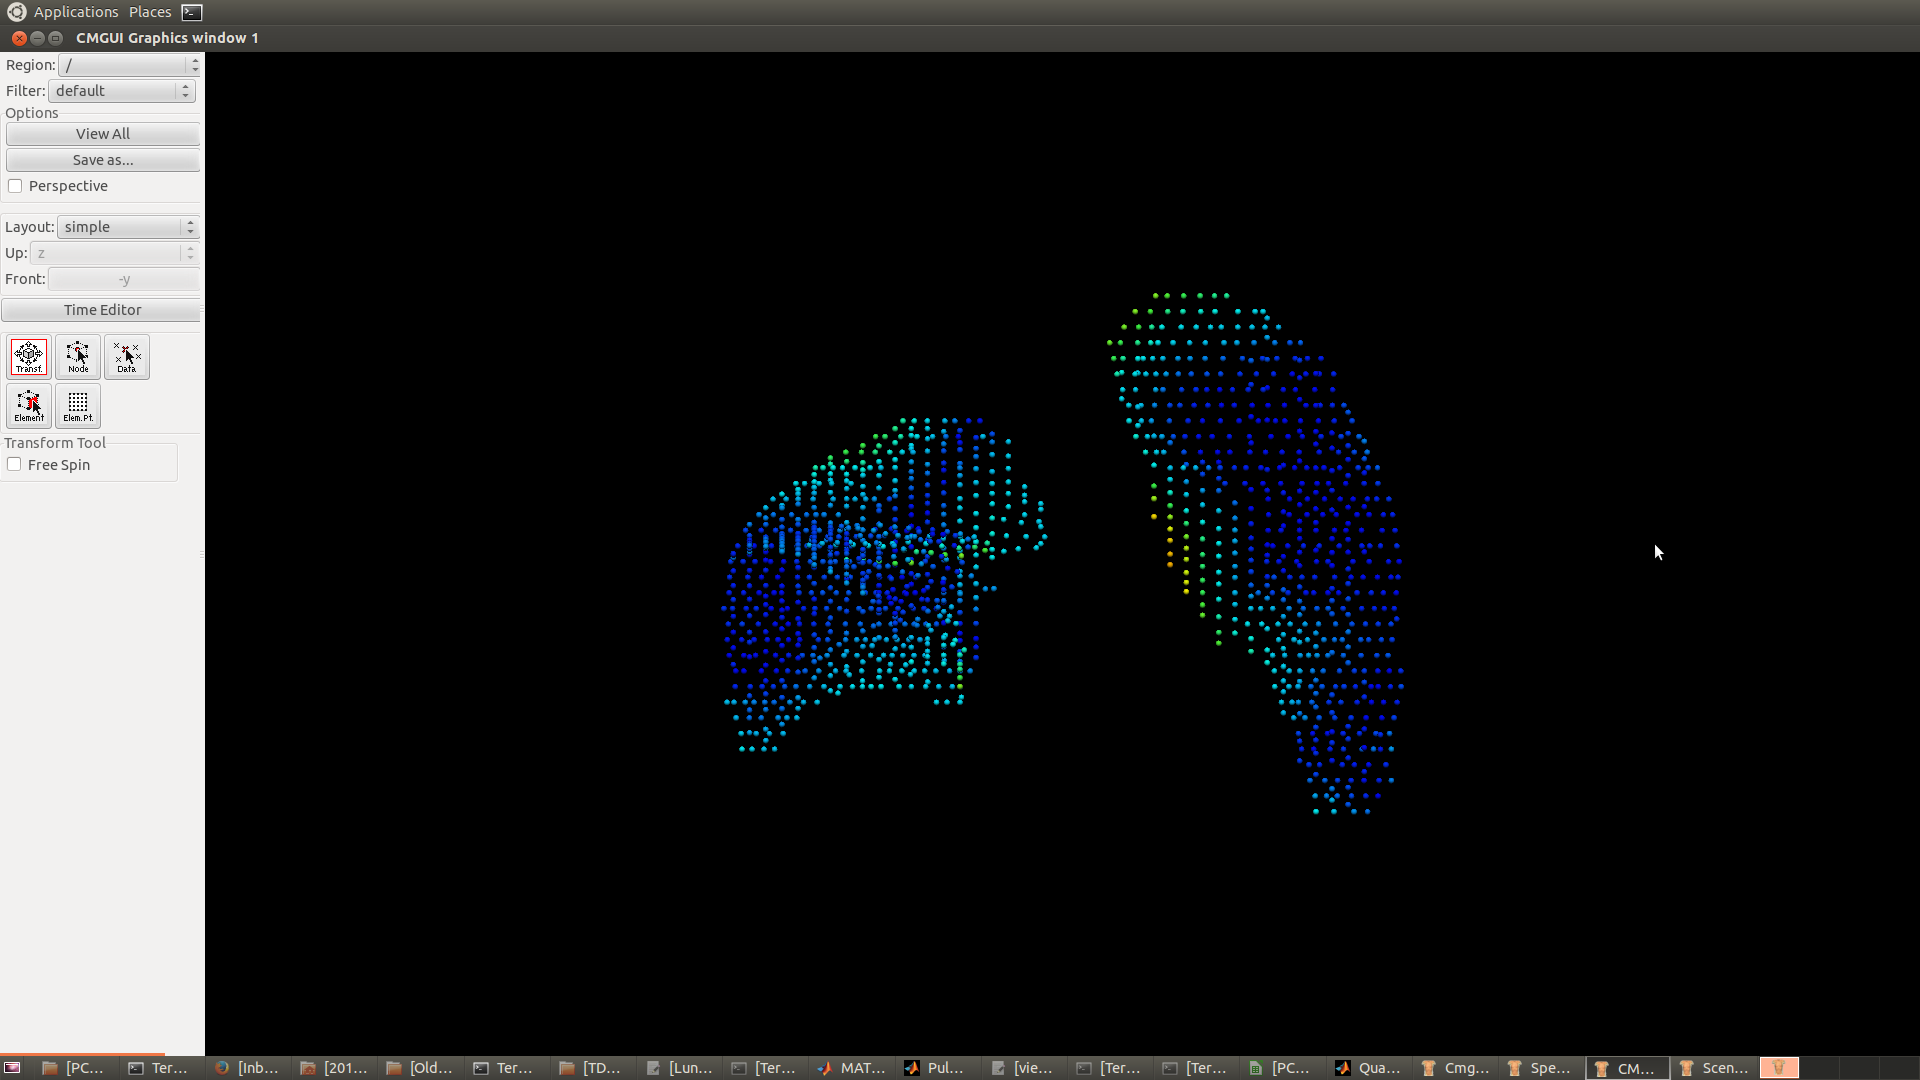 Applications Places
CMGUI Graphics window 1
Region: /
Filter: default
Options
View All
Save as...
Perspective
Layout: simple
Up: z
Front: -y
Time Editor
Transf. Node Data
Element Elem.Pt.
Transform Tool
Free Spin
[PC... Ter... [Inb... [201... [Old... Ter... [TD... [Lun... [Ter... MAT... Pul... [vie... [Ter... [Ter... [PC... Qua... Cmg... Spe... CM... Scen...